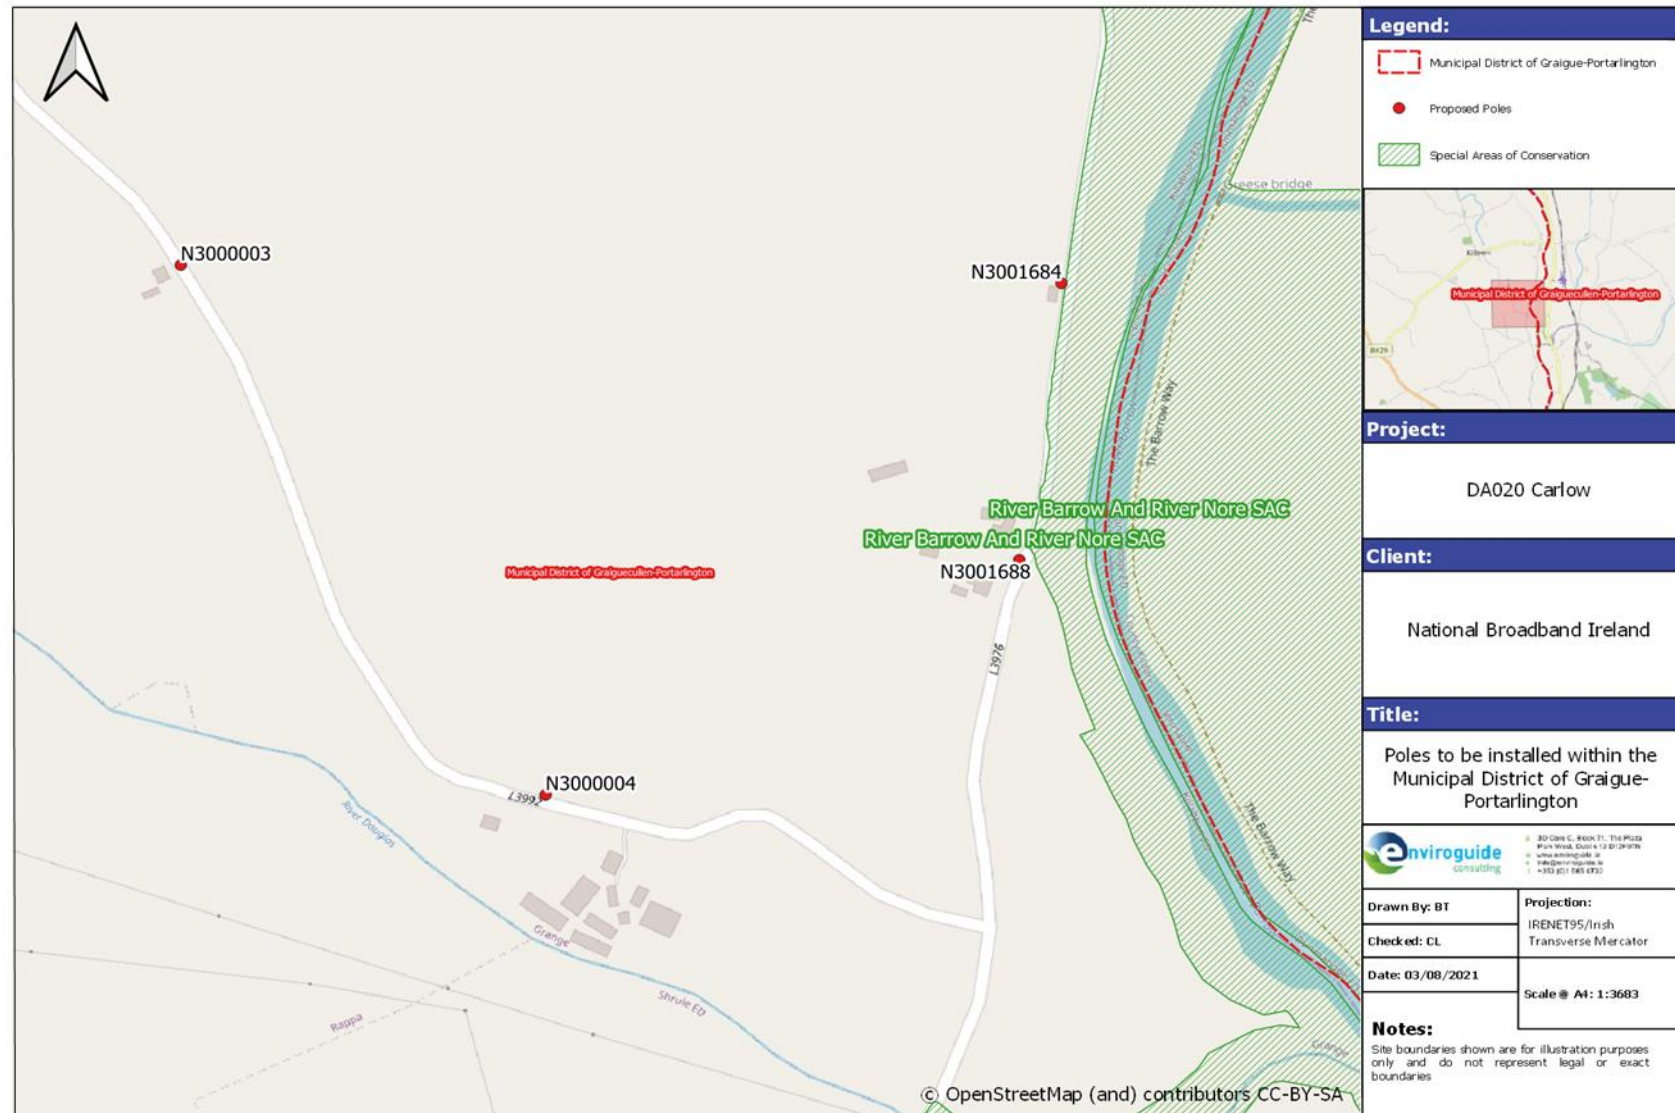 N3000003
N3001684
Greese bridge
The Barrow Way
River Barrow And River Nore SAC
River Barrow And River Nore SAC
N3001688
Municipal District of Graiguecullen-Portarlington
L3976
N3000004
L3992
River Douglas
The Barrow Way
Grange
Shrule ED
Rappa
Grange
© OpenStreetMap (and) contributors CC-BY-SA
Legend:
Municipal District of Graigue-Portarlington
Proposed Poles
Special Areas of Conservation
Municipal District of Graiguecullen-Portarlington
Project:
DA020 Carlow
Client:
National Broadband Ireland
Title:
Poles to be installed within the
Municipal District of Graigue-
Portarlington
enviroguide
consulting
Drawn By: BT
Projection:
IRENET95/Irish
Transverse Mercator
Checked: CL
Date: 03/08/2021
Scale @ A4: 1:3683
Notes:
Site boundaries shown are for illustration purposes
only and do not represent legal or exact
boundaries